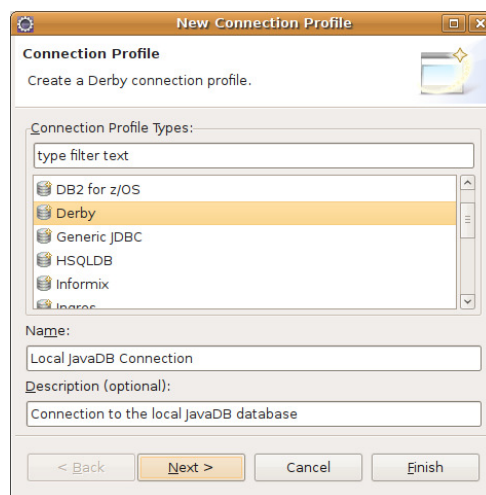 New Connection Profile
Connection Profile
Create a Derby connection profile.
Connection Profile Types:
type filter text
DB2 for z/OS
Derby
Generic JDBC
HSQLDB
Informix
Ingres
Name:
Local JavaDB Connection
Description (optional):
Connection to the local JavaDB database
< Back
Next >
Cancel
Finish